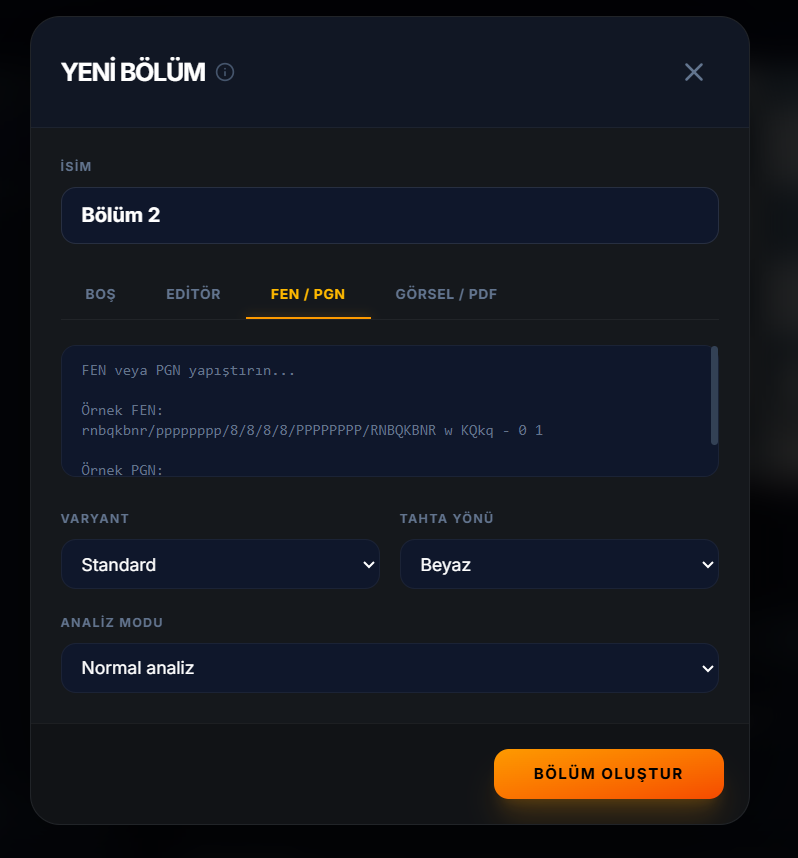 YENİ BÖLÜM
İSİM
Bölüm 2
BOŞ EDİTÖR FEN / PGN GÖRSEL / PDF
FEN veya PGN yapıştırın...
Örnek FEN:
rnbqkbnr/pppppppp/8/8/8/8/PPPPPPPP/RNBQKBNR w KQkq - 0 1
Örnek PGN:
VARYANT TAHTA YÖNÜ
Standard Beyaz
ANALİZ MODU
Normal analiz
BÖLÜM OLUŞTUR